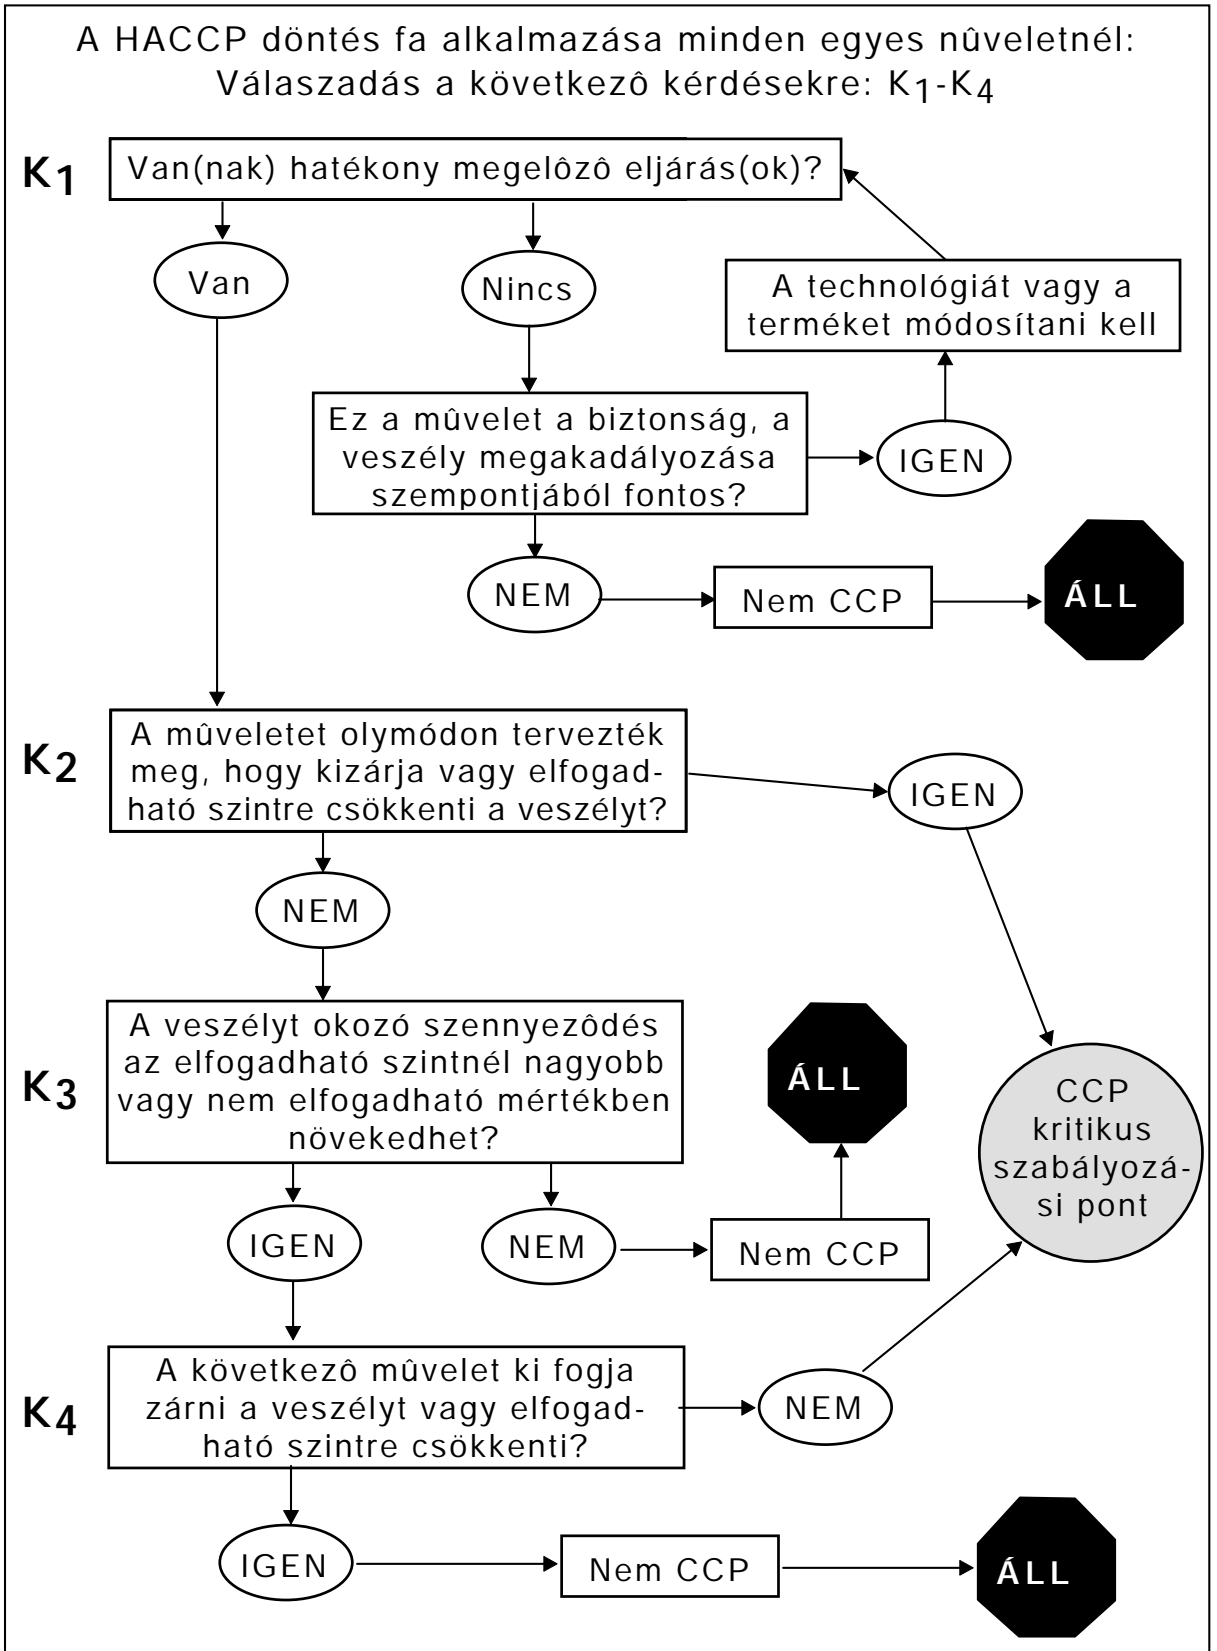 A HACCP döntés fa alkalmazása minden egyes nûveletnél:
Válaszadás a következô kérdésekre: K1-K4
K1
Van(nak) hatékony megelôzô eljárás(ok)?
Van
Nincs
A technológiát vagy a
terméket módosítani kell
Ez a mûvelet a biztonság, a
veszély megakadályozása
szempontjából fontos?
IGEN
NEM
Nem CCP
ÁLL
K2
A mûveletet olymódon tervezték
meg, hogy kizárja vagy elfogad-
ható szintre csökkenti a veszélyt?
IGEN
NEM
K3
A veszélyt okozó szennyezôdés
az elfogadható szintnél nagyobb
vagy nem elfogadható mértékben
növekedhet?
ÁLL
CCP
kritikus
szabályozá-
si pont
IGEN
NEM
Nem CCP
K4
A következô mûvelet ki fogja
zárni a veszélyt vagy elfogad-
ható szintre csökkenti?
NEM
IGEN
Nem CCP
ÁLL